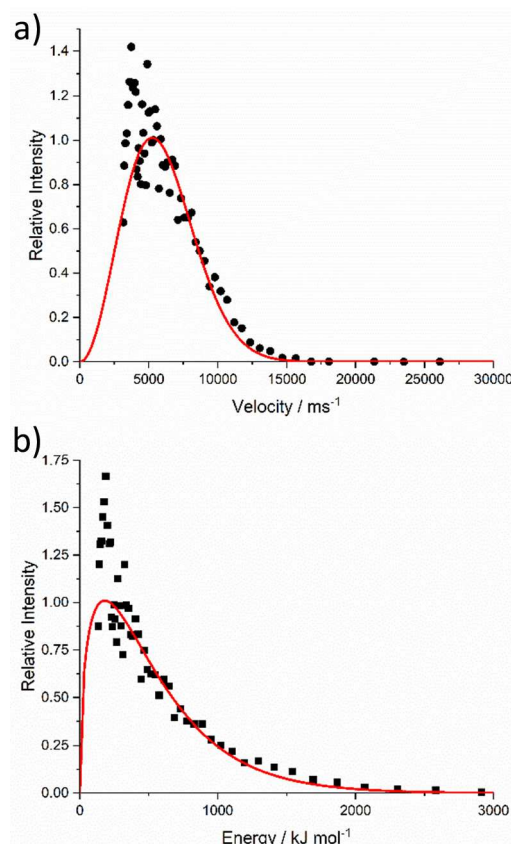 a)
1.4
1.2
1.0
0.8
0.6
0.4
0.2
0.0
Relative Intensity
0 5000 10000 15000 20000 25000 30000
Velocity / ms⁻¹
b)
1.75
1.50
1.25
1.00
0.75
0.50
0.25
0.00
Relative Intensity
0 1000 2000 3000
Energy / kJ mol⁻¹